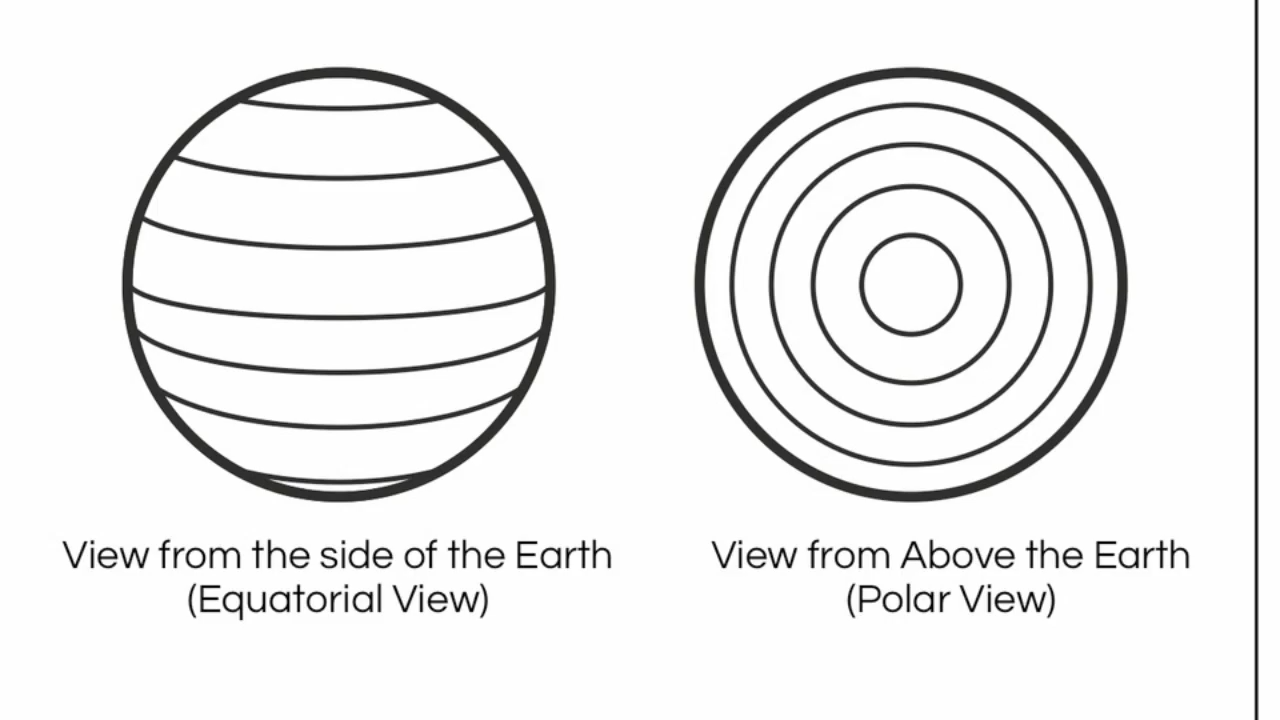 View from the side of the Earth
(Equatorial View)
View from Above the Earth
(Polar View)